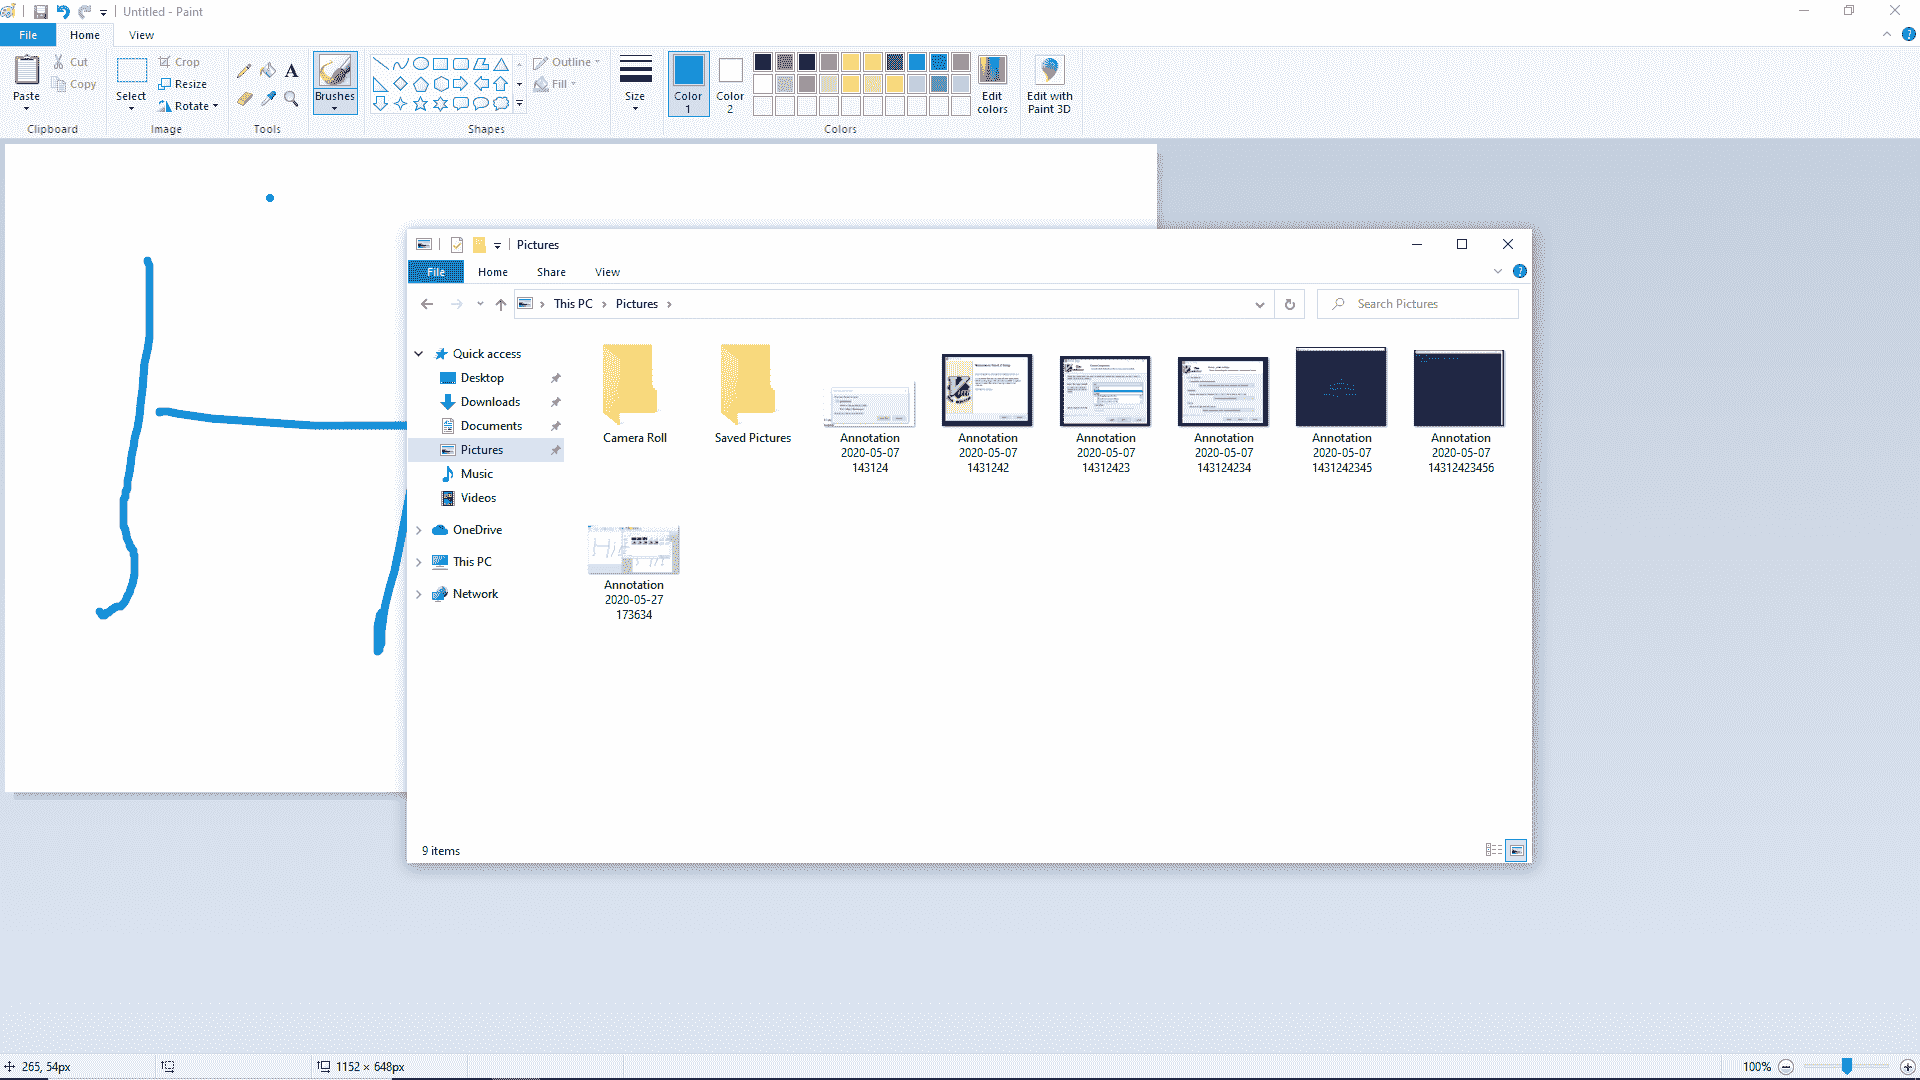 Untitled - Paint
File Home View
Paste
Cut
Copy
Clipboard
Select
Crop
Resize
Rotate
Image
A
Tools
Brushes
Outline
Fill
Shapes
Size
Color 1
Color 2
Colors
Edit colors
Edit with Paint 3D
Pictures
File Home Share View
This PC Pictures
Search Pictures
Quick access
Desktop
Downloads
Documents
Pictures
Music
Videos
OneDrive
This PC
Network
Camera Roll
Saved Pictures
Annotation
2020-05-07
143124
Annotation
2020-05-07
1431242
Annotation
2020-05-07
14312423
Annotation
2020-05-07
143124234
Annotation
2020-05-07
1431242345
Annotation
2020-05-07
14312423456
Annotation
2020-05-27
173634
9 items
265, 54px
1152 × 648px
100%